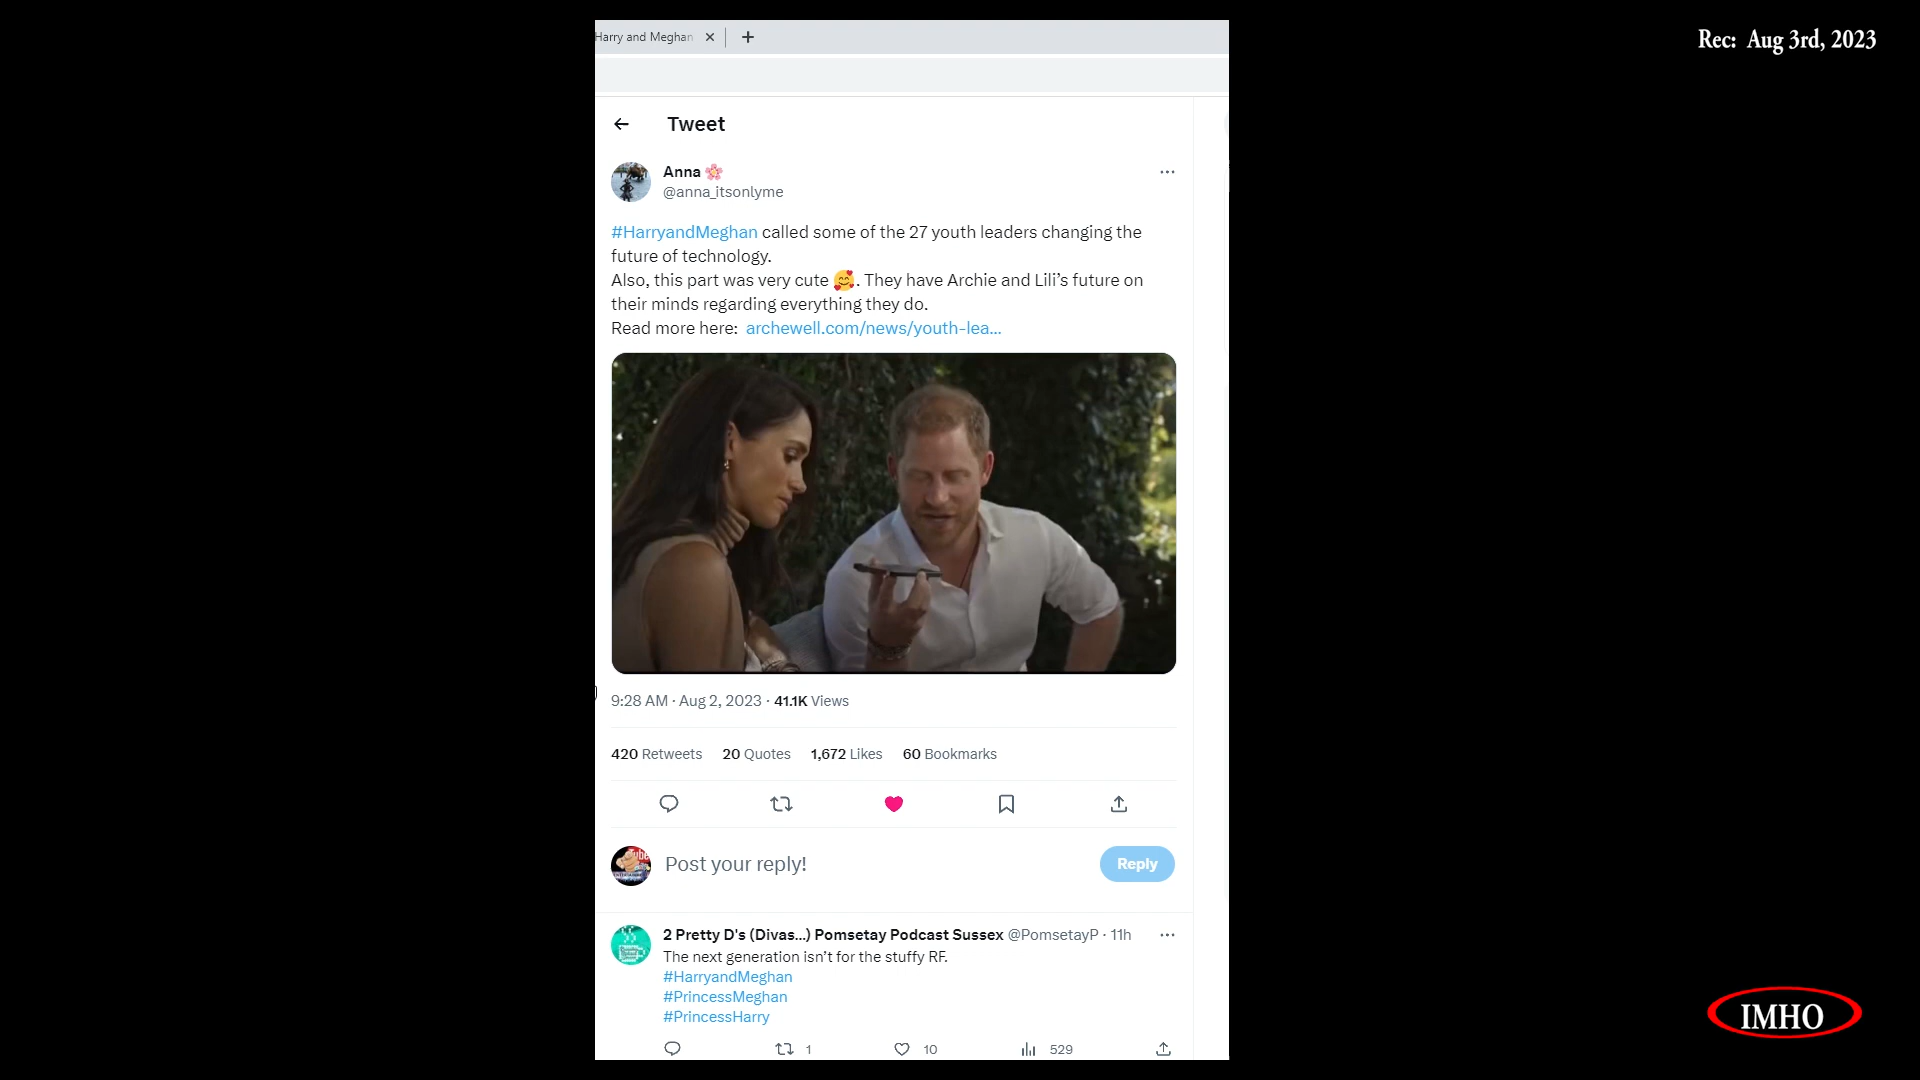 Rec: Aug 3rd, 2023
Harry and Meghan
Tweet
Anna
@anna_itsonlyme
#HarryandMeghan called some of the 27 youth leaders changing the
future of technology.
Also, this part was very cute 🥰. They have Archie and Lili’s future on
their minds regarding everything they do.
Read more here: archewell.com/news/youth-lea...
9:28 AM · Aug 2, 2023 · 41.1K Views
420 Retweets 20 Quotes 1,672 Likes 60 Bookmarks
Post your reply!
Reply
2 Pretty D's (Divas...) Pomsetay Podcast Sussex @PomsetayP · 11h
The next generation isn’t for the stuffy RF.
#HarryandMeghan
#PrincessMeghan
#PrincessHarry
1 10 529
IMHO